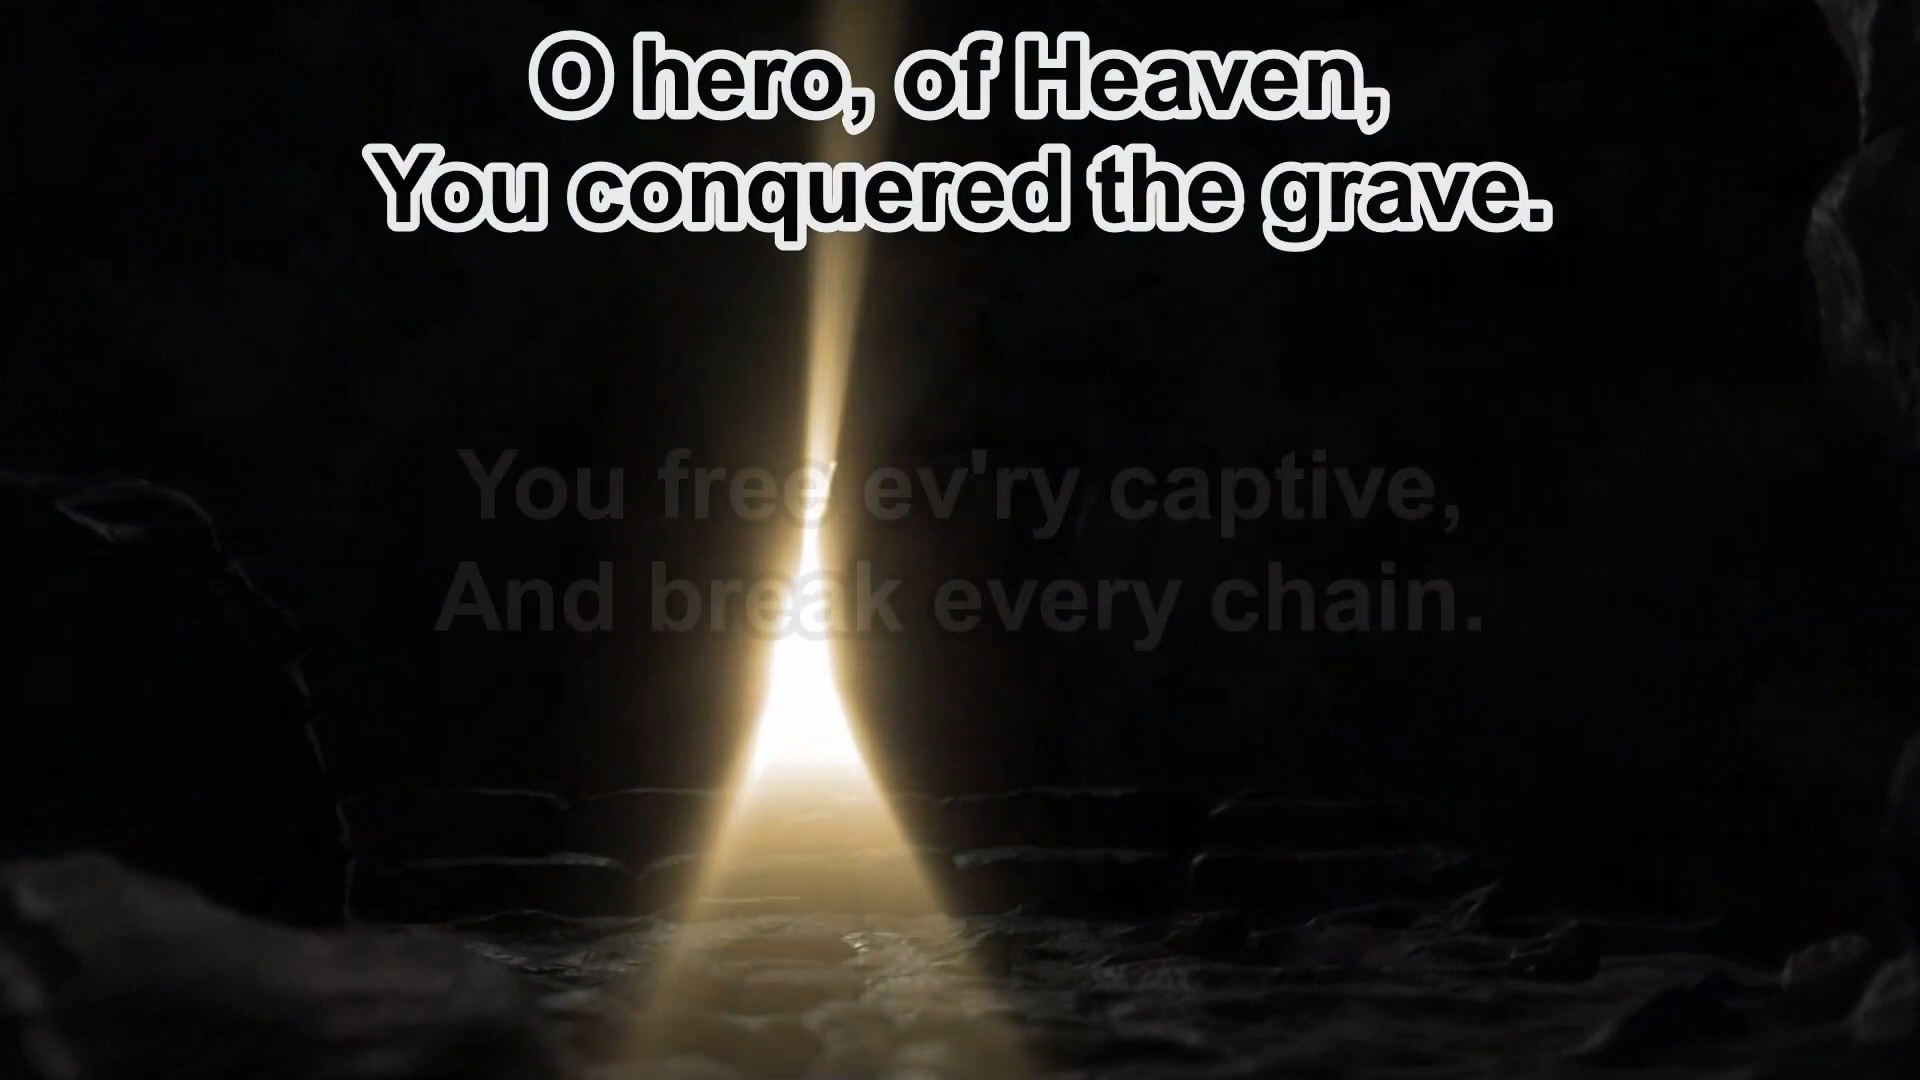 O hero, of Heaven,
You conquered the grave.
You free ev'ry captive,
And break every chain.